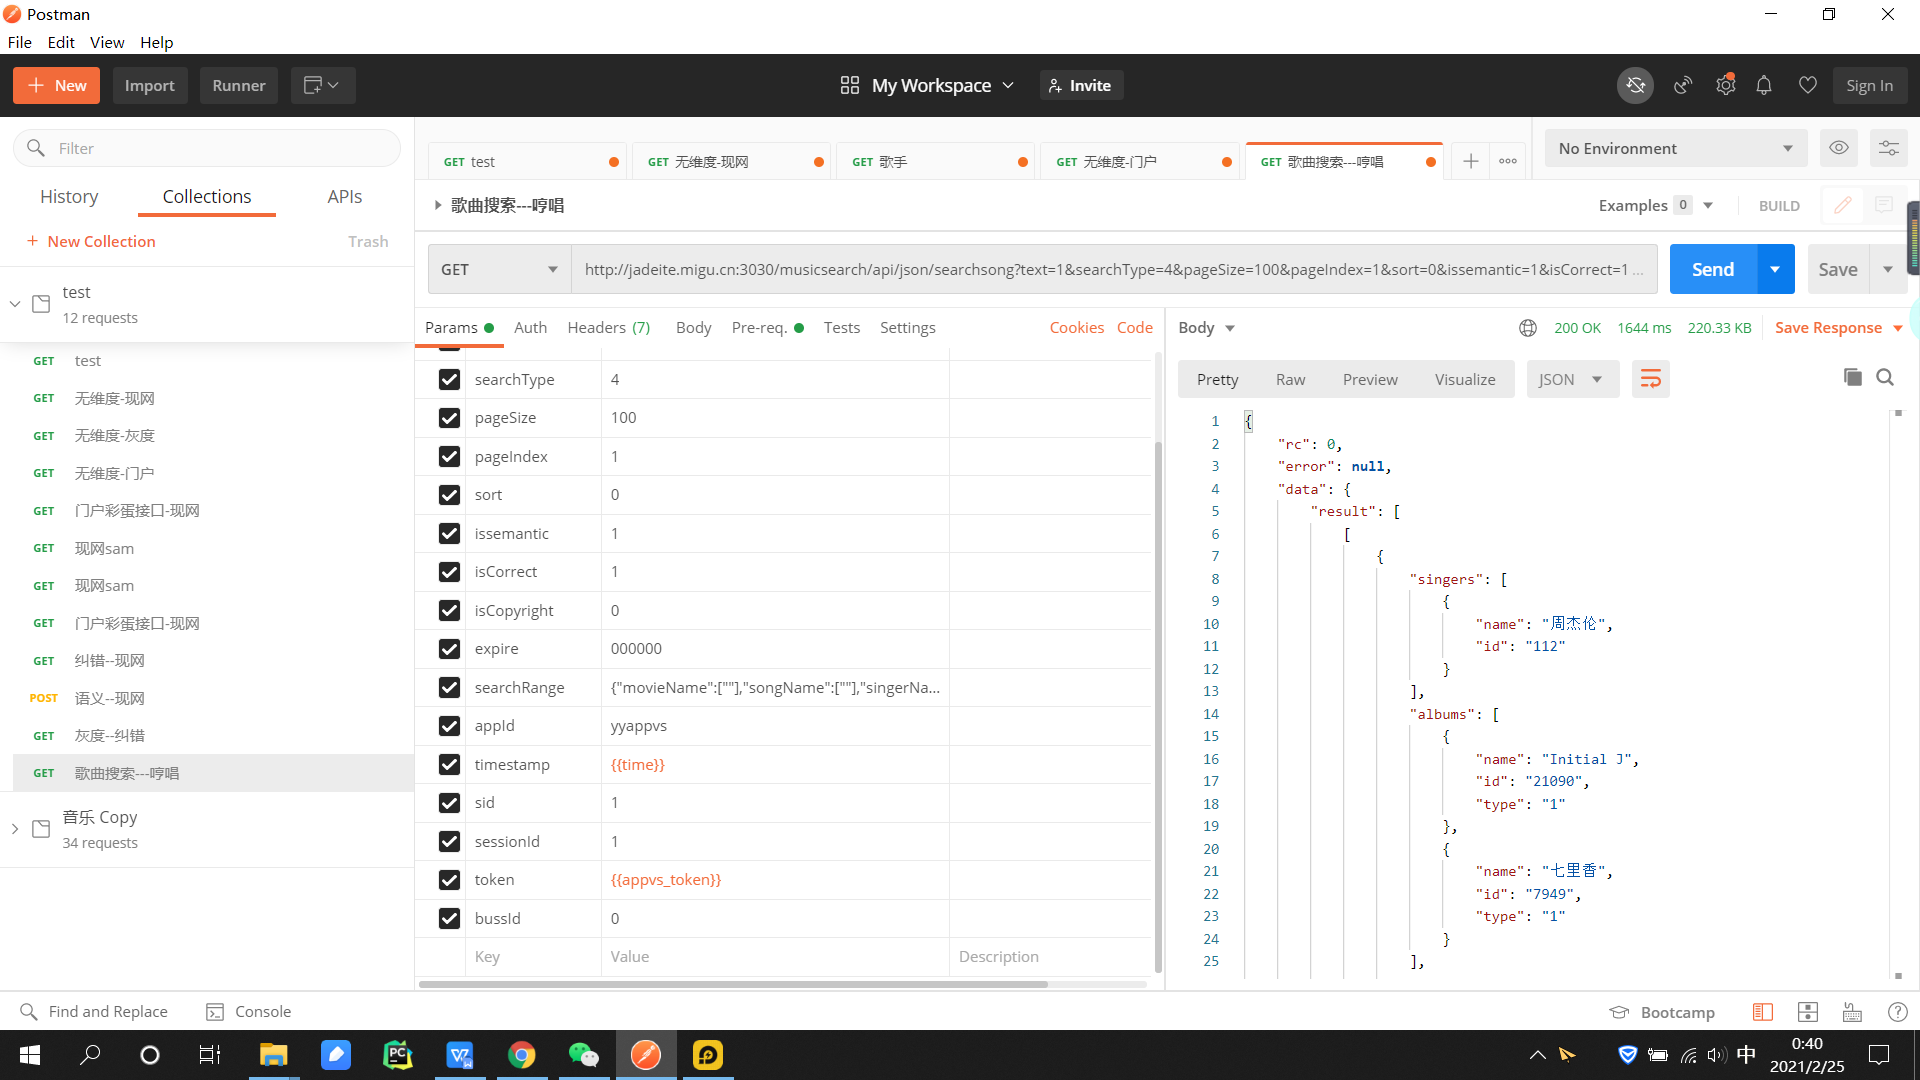 Postman
File Edit View Help
New Import Runner My Workspace Invite Sign In
Filter
History Collections APIs
+ New Collection Trash
test
12 requests
GET test
GET 无维度-现网
GET 无维度-灰度
GET 无维度-门户
GET 门户彩蛋接口-现网
GET 现网sam
GET 现网sam
GET 门户彩蛋接口-现网
GET 纠错--现网
POST 语义--现网
GET 灰度--纠错
GET 歌曲搜索---哼唱
音乐 Copy
34 requests
GET test GET 无维度-现网 GET 歌手 GET 无维度-门户 GET 歌曲搜索---哼唱
No Environment
歌曲搜索---哼唱 Examples 0 BUILD
GET http://jadeite.migu.cn:3030/musicsearch/api/json/searchsong?text=1&searchType=4&pageSize=100&pageIndex=1&sort=0&issemantic=1&isCorrect=1 ... Send Save
Params Auth Headers (7) Body Pre-req. Tests Settings Cookies Code
searchType 4
pageSize 100
pageIndex 1
sort 0
issemantic 1
isCorrect 1
isCopyright 0
expire 000000
searchRange {"movieName":[""],"songName":[""],"singerNa...
appId yyappvs
timestamp {{time}}
sid 1
sessionId 1
token {{appvs_token}}
bussId 0
Key Value Description
Body 200 OK 1644 ms 220.33 KB Save Response
Pretty Raw Preview Visualize JSON
1 {
2 "rc": 0,
3 "error": null,
4 "data": {
5 "result": [
6 [
7 {
8 "singers": [
9 {
10 "name": "周杰伦",
11 "id": "112"
12 }
13 ],
14 "albums": [
15 {
16 "name": "Initial J",
17 "id": "21090",
18 "type": "1"
19 },
20 {
21 "name": "七里香",
22 "id": "7949",
23 "type": "1"
24 }
25 ],
Find and Replace Console Bootcamp
中 0:40
2021/2/25